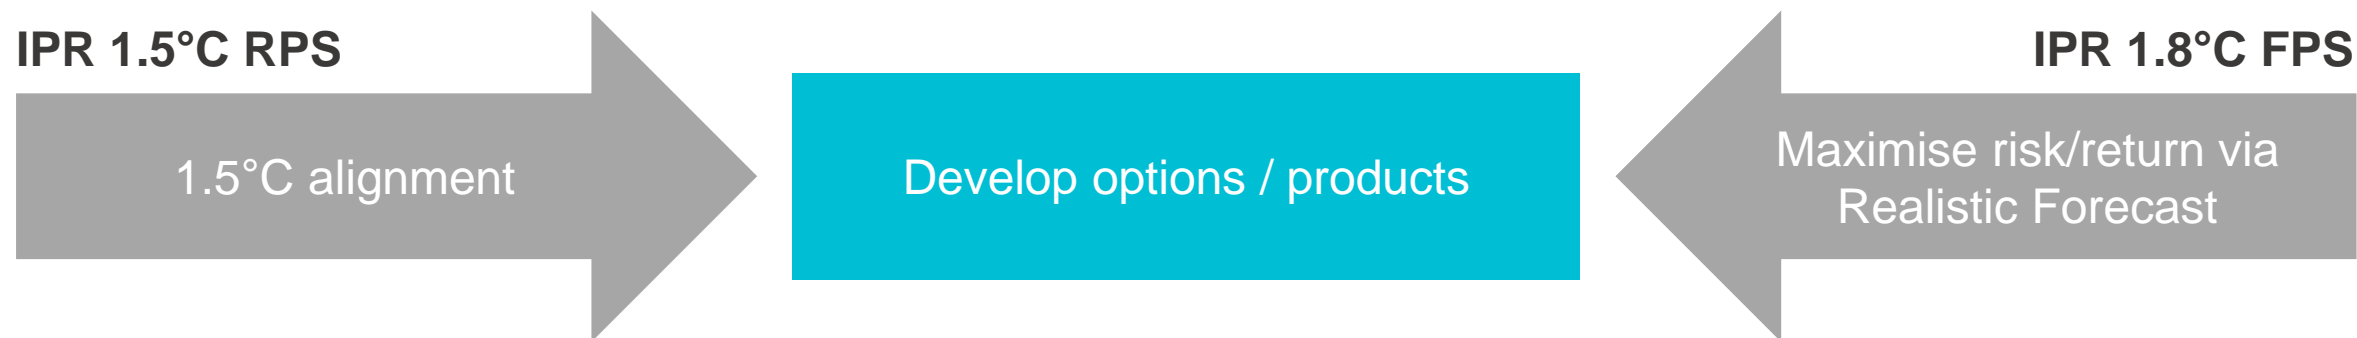 IPR 1.5°C RPS
1.5°C alignment
Develop options / products
IPR 1.8°C FPS
Maximise risk/return via
Realistic Forecast